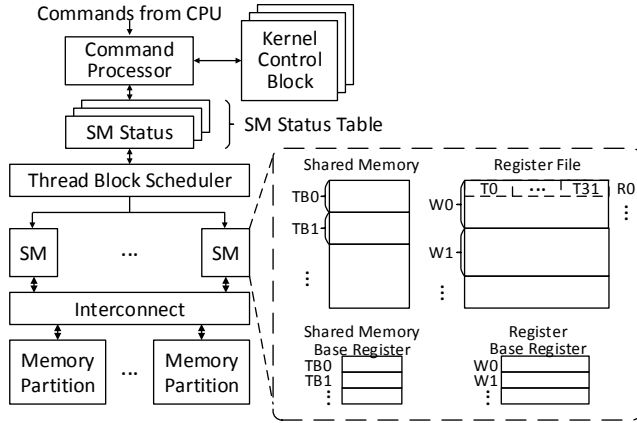 Commands from CPU
Command
Processor
Kernel
Control
Block
SM Status
SM Status Table
Thread Block Scheduler
SM
...
SM
Interconnect
Memory
Partition
...
Memory
Partition
Shared Memory
TB0
TB1
...
Register File
T0 ... T31 R0
W0
...
W1
...
Shared Memory
Base Register
TB0
TB1
...
Register
Base Register
W0
W1
...